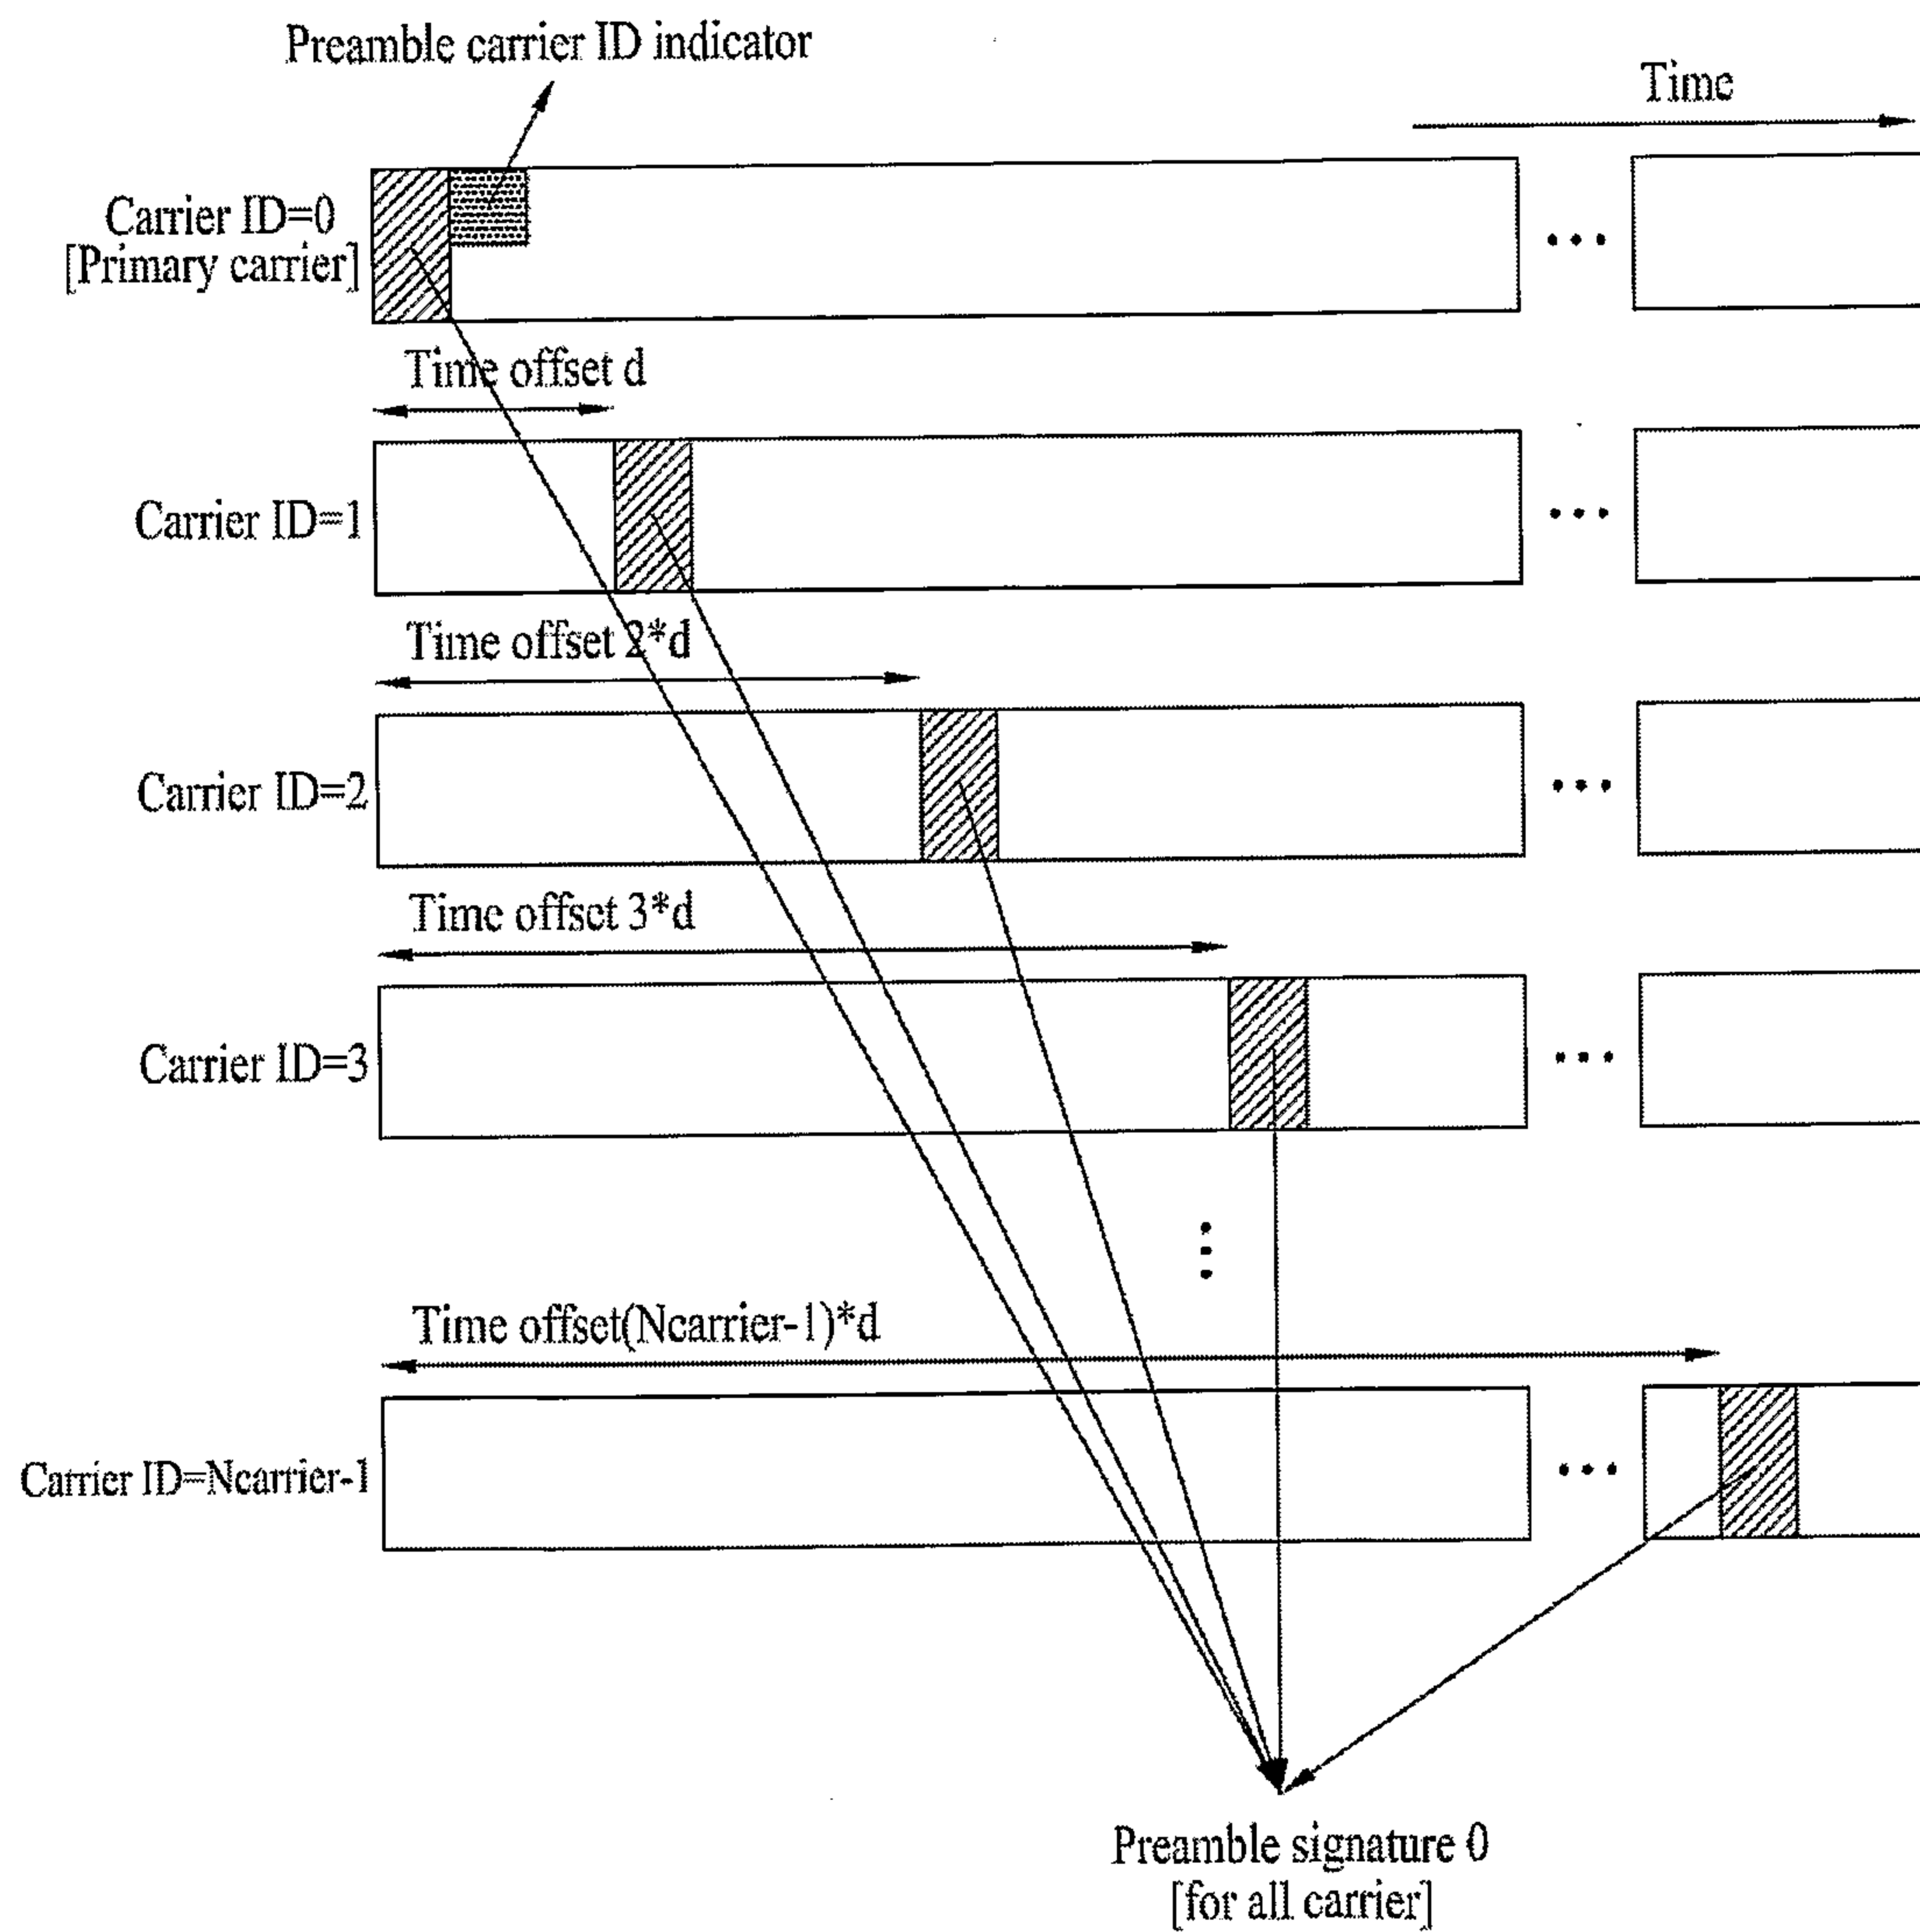 Preamble carrier ID indicator
Time
Carrier ID=0
[Primary carrier]
Time offset d
Carrier ID=1
Time offset 2*d
Carrier ID=2
Time offset 3*d
Carrier ID=3
Time offset(Ncarrier-1)*d
Carrier ID=Ncarrier-1
Preamble signature 0
[for all carrier]